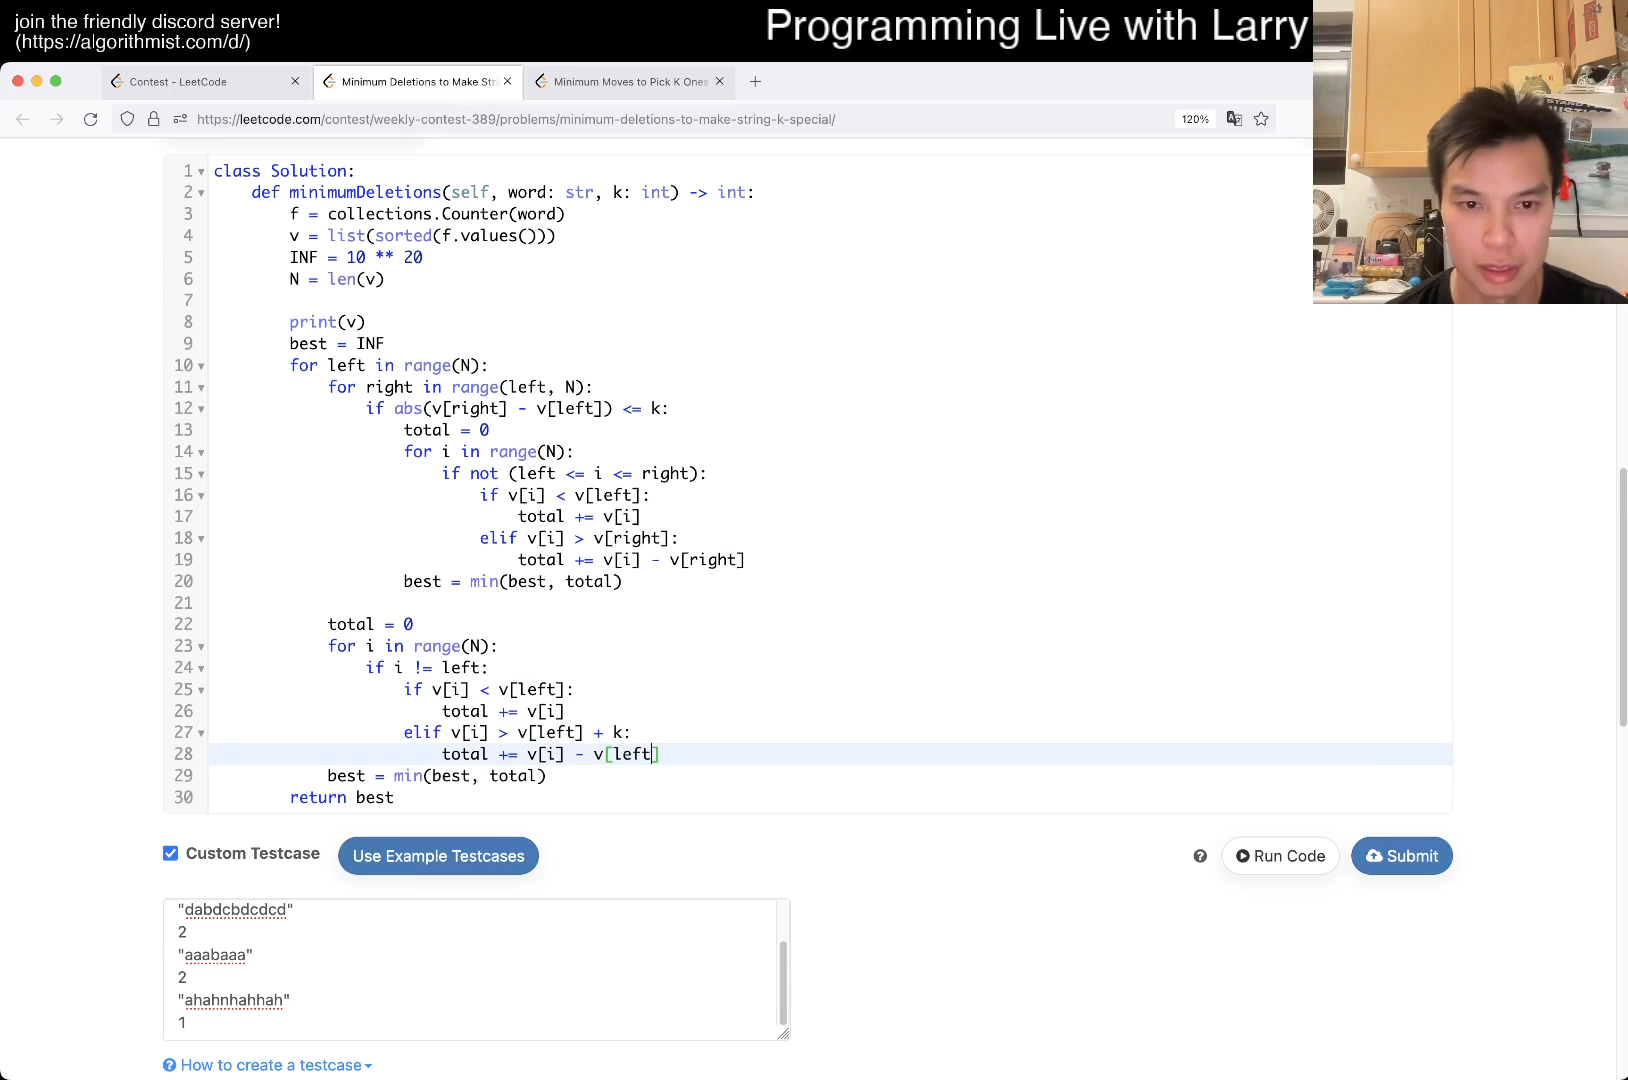 join the friendly discord server!
(https://algorithmist.com/d/)
Programming Live with Larry
Contest - LeetCode
Minimum Deletions to Make Stri
Minimum Moves to Pick K Ones
https://leetcode.com/contest/weekly-contest-389/problems/minimum-deletions-to-make-string-k-special/
120%
1 class Solution:
2 def minimumDeletions(self, word: str, k: int) -> int:
3 f = collections.Counter(word)
4 v = list(sorted(f.values()))
5 INF = 10 ** 20
6 N = len(v)
7
8 print(v)
9 best = INF
10 for left in range(N):
11 for right in range(left, N):
12 if abs(v[right] - v[left]) <= k:
13 total = 0
14 for i in range(N):
15 if not (left <= i <= right):
16 if v[i] < v[left]:
17 total += v[i]
18 elif v[i] > v[right]:
19 total += v[i] - v[right]
20 best = min(best, total)
21
22 total = 0
23 for i in range(N):
24 if i != left:
25 if v[i] < v[left]:
26 total += v[i]
27 elif v[i] > v[left] + k:
28 total += v[i] - v[left]
29 best = min(best, total)
30 return best
Custom Testcase
Use Example Testcases
Run Code
Submit
"dabdcbdcdcd"
2
"aaabaaa"
2
"ahahnhahhah"
1
How to create a testcase